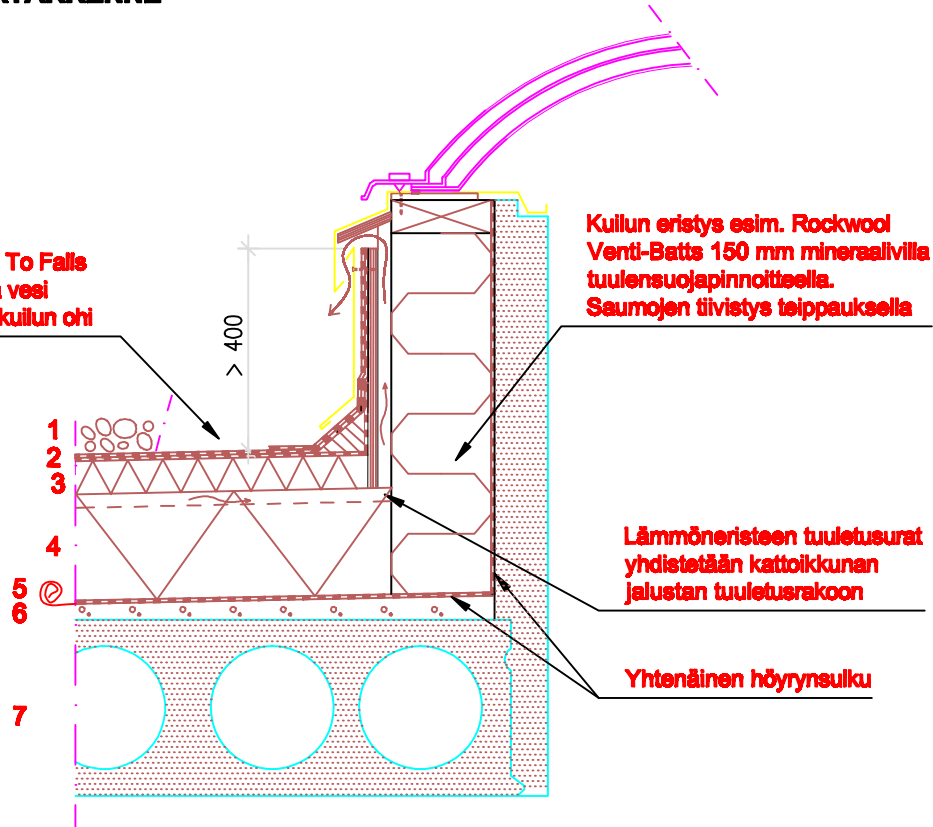 To Falls
vesi
kuilun ohi
> 400
Kuilun eristys esim. Rockwool
Venti-Batts 150 mm mineraalivilla
tuulensuojapinnoitteella.
Saumojen tiivistys teippauksella
1
2
3
4
5
6
7
Lämmöneristeen tuuletusurat
yhdistetään kattoikkunan
jalustan tuuletusrakoon
Yhtenäinen höyrynsulku